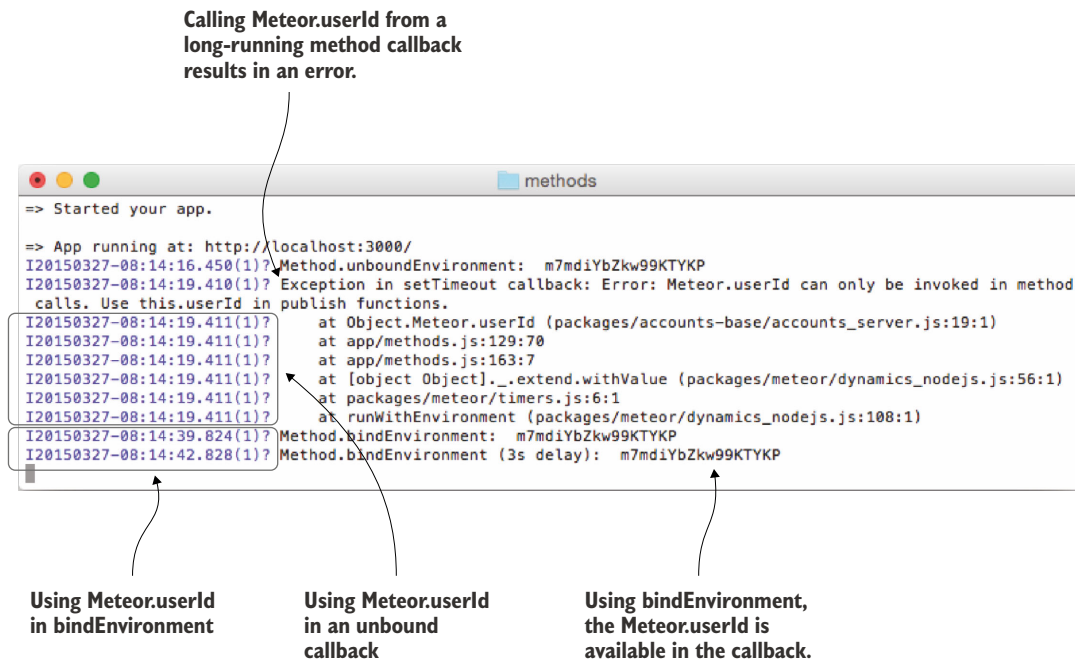 Calling Meteor.userId from a
long-running method callback
results in an error.
methods
=> Started your app.
=> App running at: http://localhost:3000/
I20150327-08:14:16.450(1)? Method.unboundEnvironment:  m7mdiYbZkw99KTYKP
I20150327-08:14:19.410(1)? Exception in setTimeout callback: Error: Meteor.userId can only be invoked in method
calls. Use this.userId in publish functions.
I20150327-08:14:19.411(1)?     at Object.Meteor.userId (packages/accounts-base/accounts_server.js:19:1)
I20150327-08:14:19.411(1)?     at app/methods.js:129:70
I20150327-08:14:19.411(1)?     at app/methods.js:163:7
I20150327-08:14:19.411(1)?     at [object Object]._.extend.withValue (packages/meteor/dynamics_nodejs.js:56:1)
I20150327-08:14:19.411(1)?     at packages/meteor/timers.js:6:1
I20150327-08:14:19.411(1)?     at runWithEnvironment (packages/meteor/dynamics_nodejs.js:108:1)
I20150327-08:14:39.824(1)? Method.bindEnvironment:  m7mdiYbZkw99KTYKP
I20150327-08:14:42.828(1)? Method.bindEnvironment (3s delay):  m7mdiYbZkw99KTYKP
Using Meteor.userId
in bindEnvironment
Using Meteor.userId
in an unbound
callback
Using bindEnvironment,
the Meteor.userId is
available in the callback.